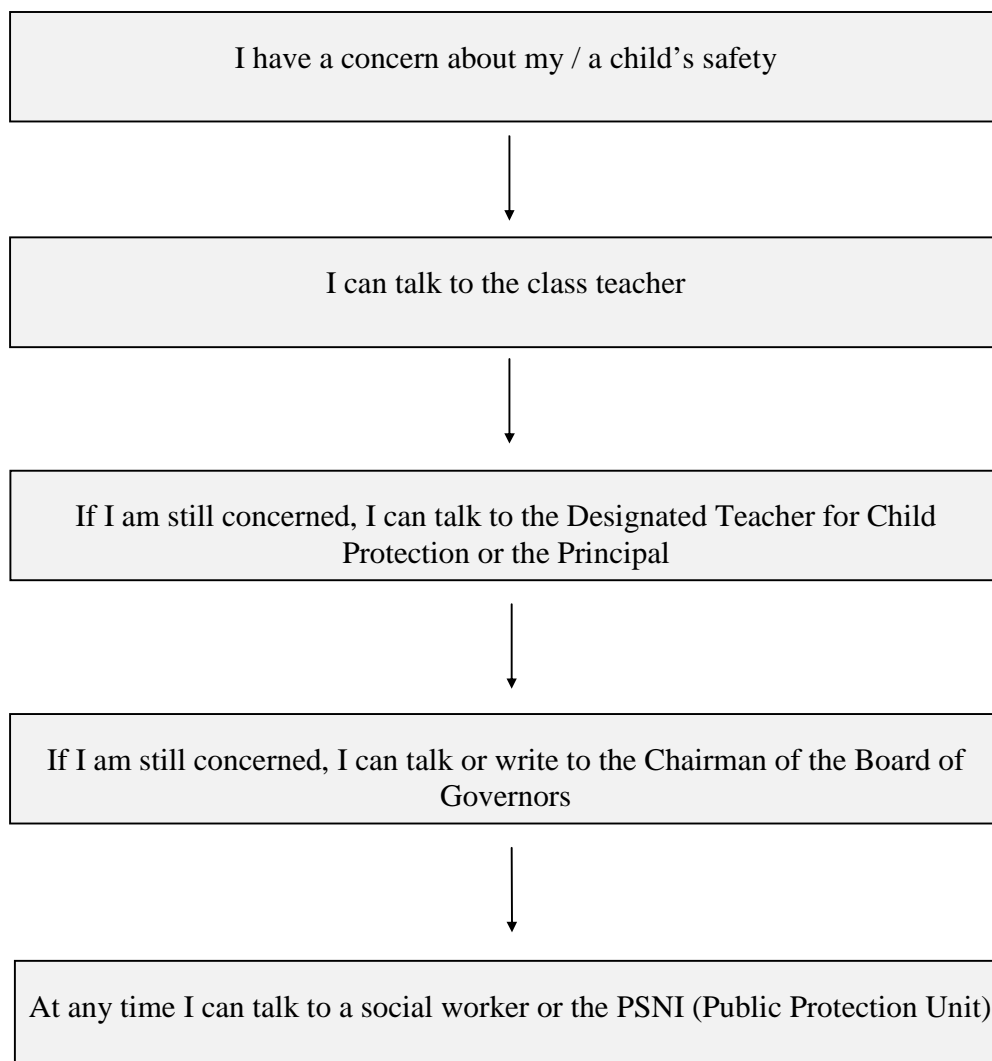 I have a concern about my / a child’s safety
I can talk to the class teacher
If I am still concerned, I can talk to the Designated Teacher for Child
Protection or the Principal
If I am still concerned, I can talk or write to the Chairman of the Board of
Governors
At any time I can talk to a social worker or the PSNI (Public Protection Unit)